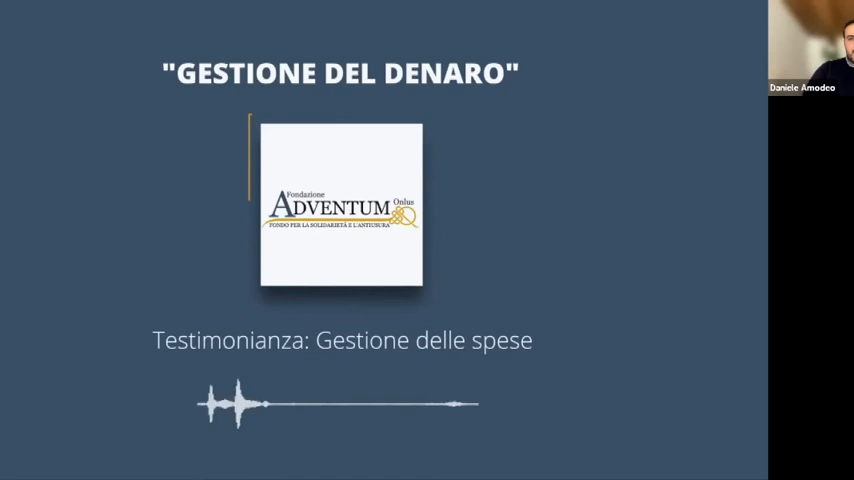 "GESTIONE DEL DENARO"
Fondazione
ADVENTUM Onlus
FONDO PER LA SOLIDARIETÀ E L'ANTIUSURA
Testimonianza: Gestione delle spese
Daniele Amodeo